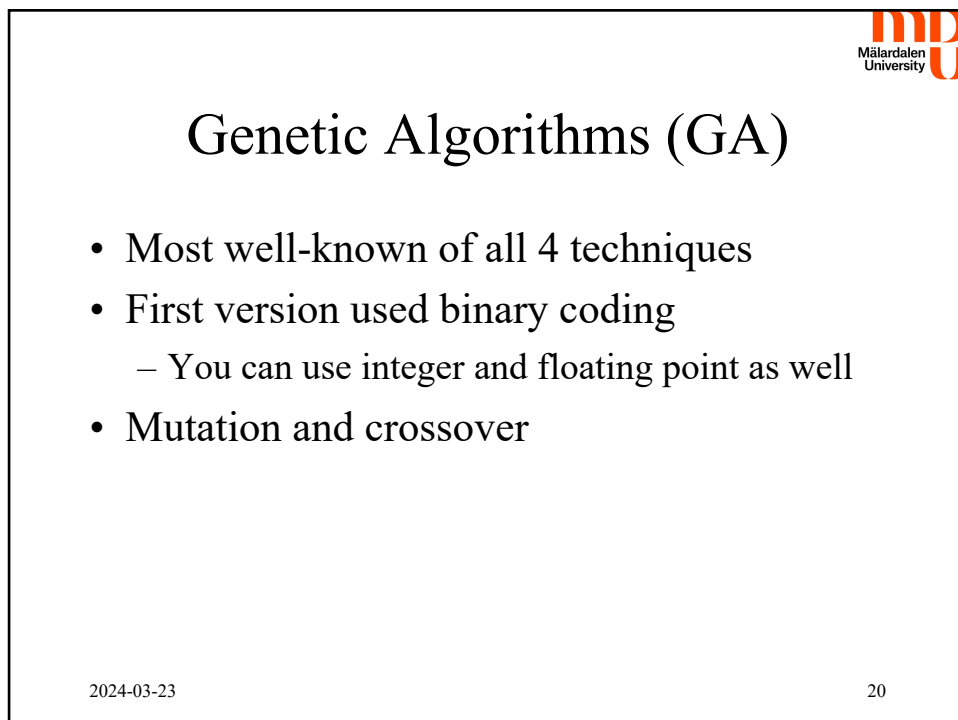 Mälardalen
University
Genetic Algorithms (GA)
• Most well-known of all 4 techniques
• First version used binary coding
– You can use integer and floating point as well
• Mutation and crossover
2024-03-23
20